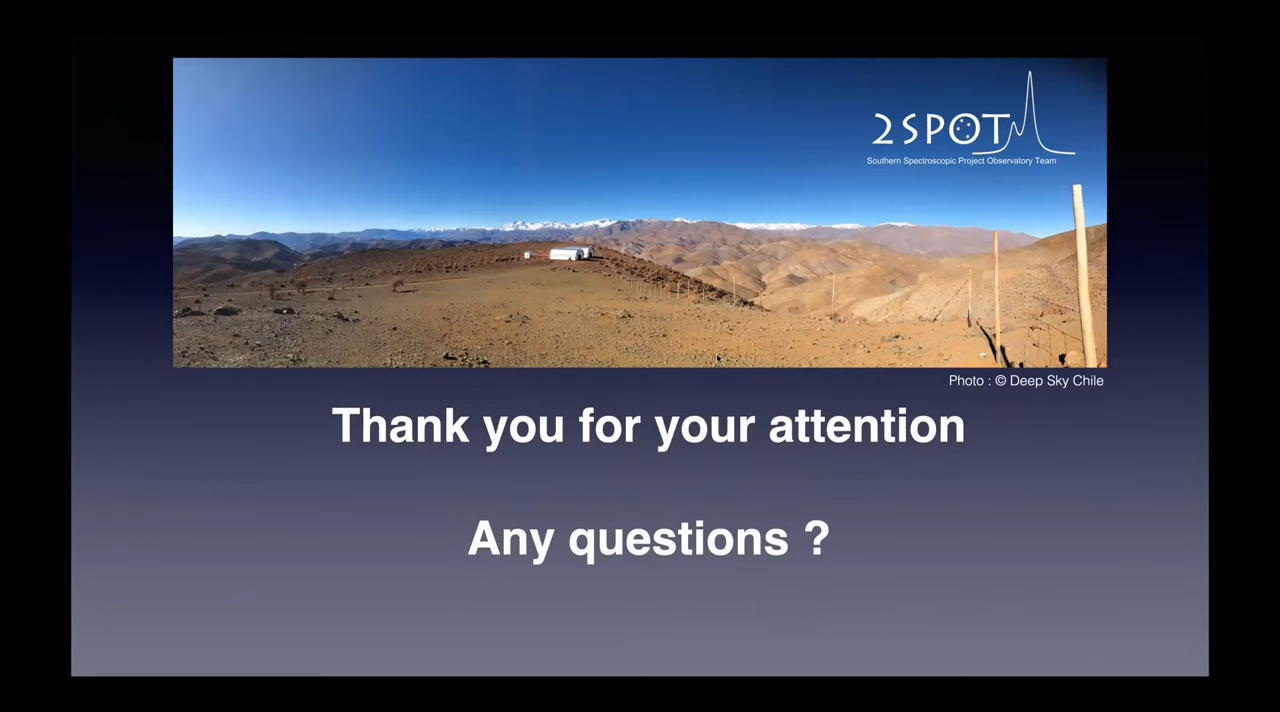 2SPOT
Southern Spectroscopic Project Observatory Team
Photo : © Deep Sky Chile
Thank you for your attention
Any questions ?